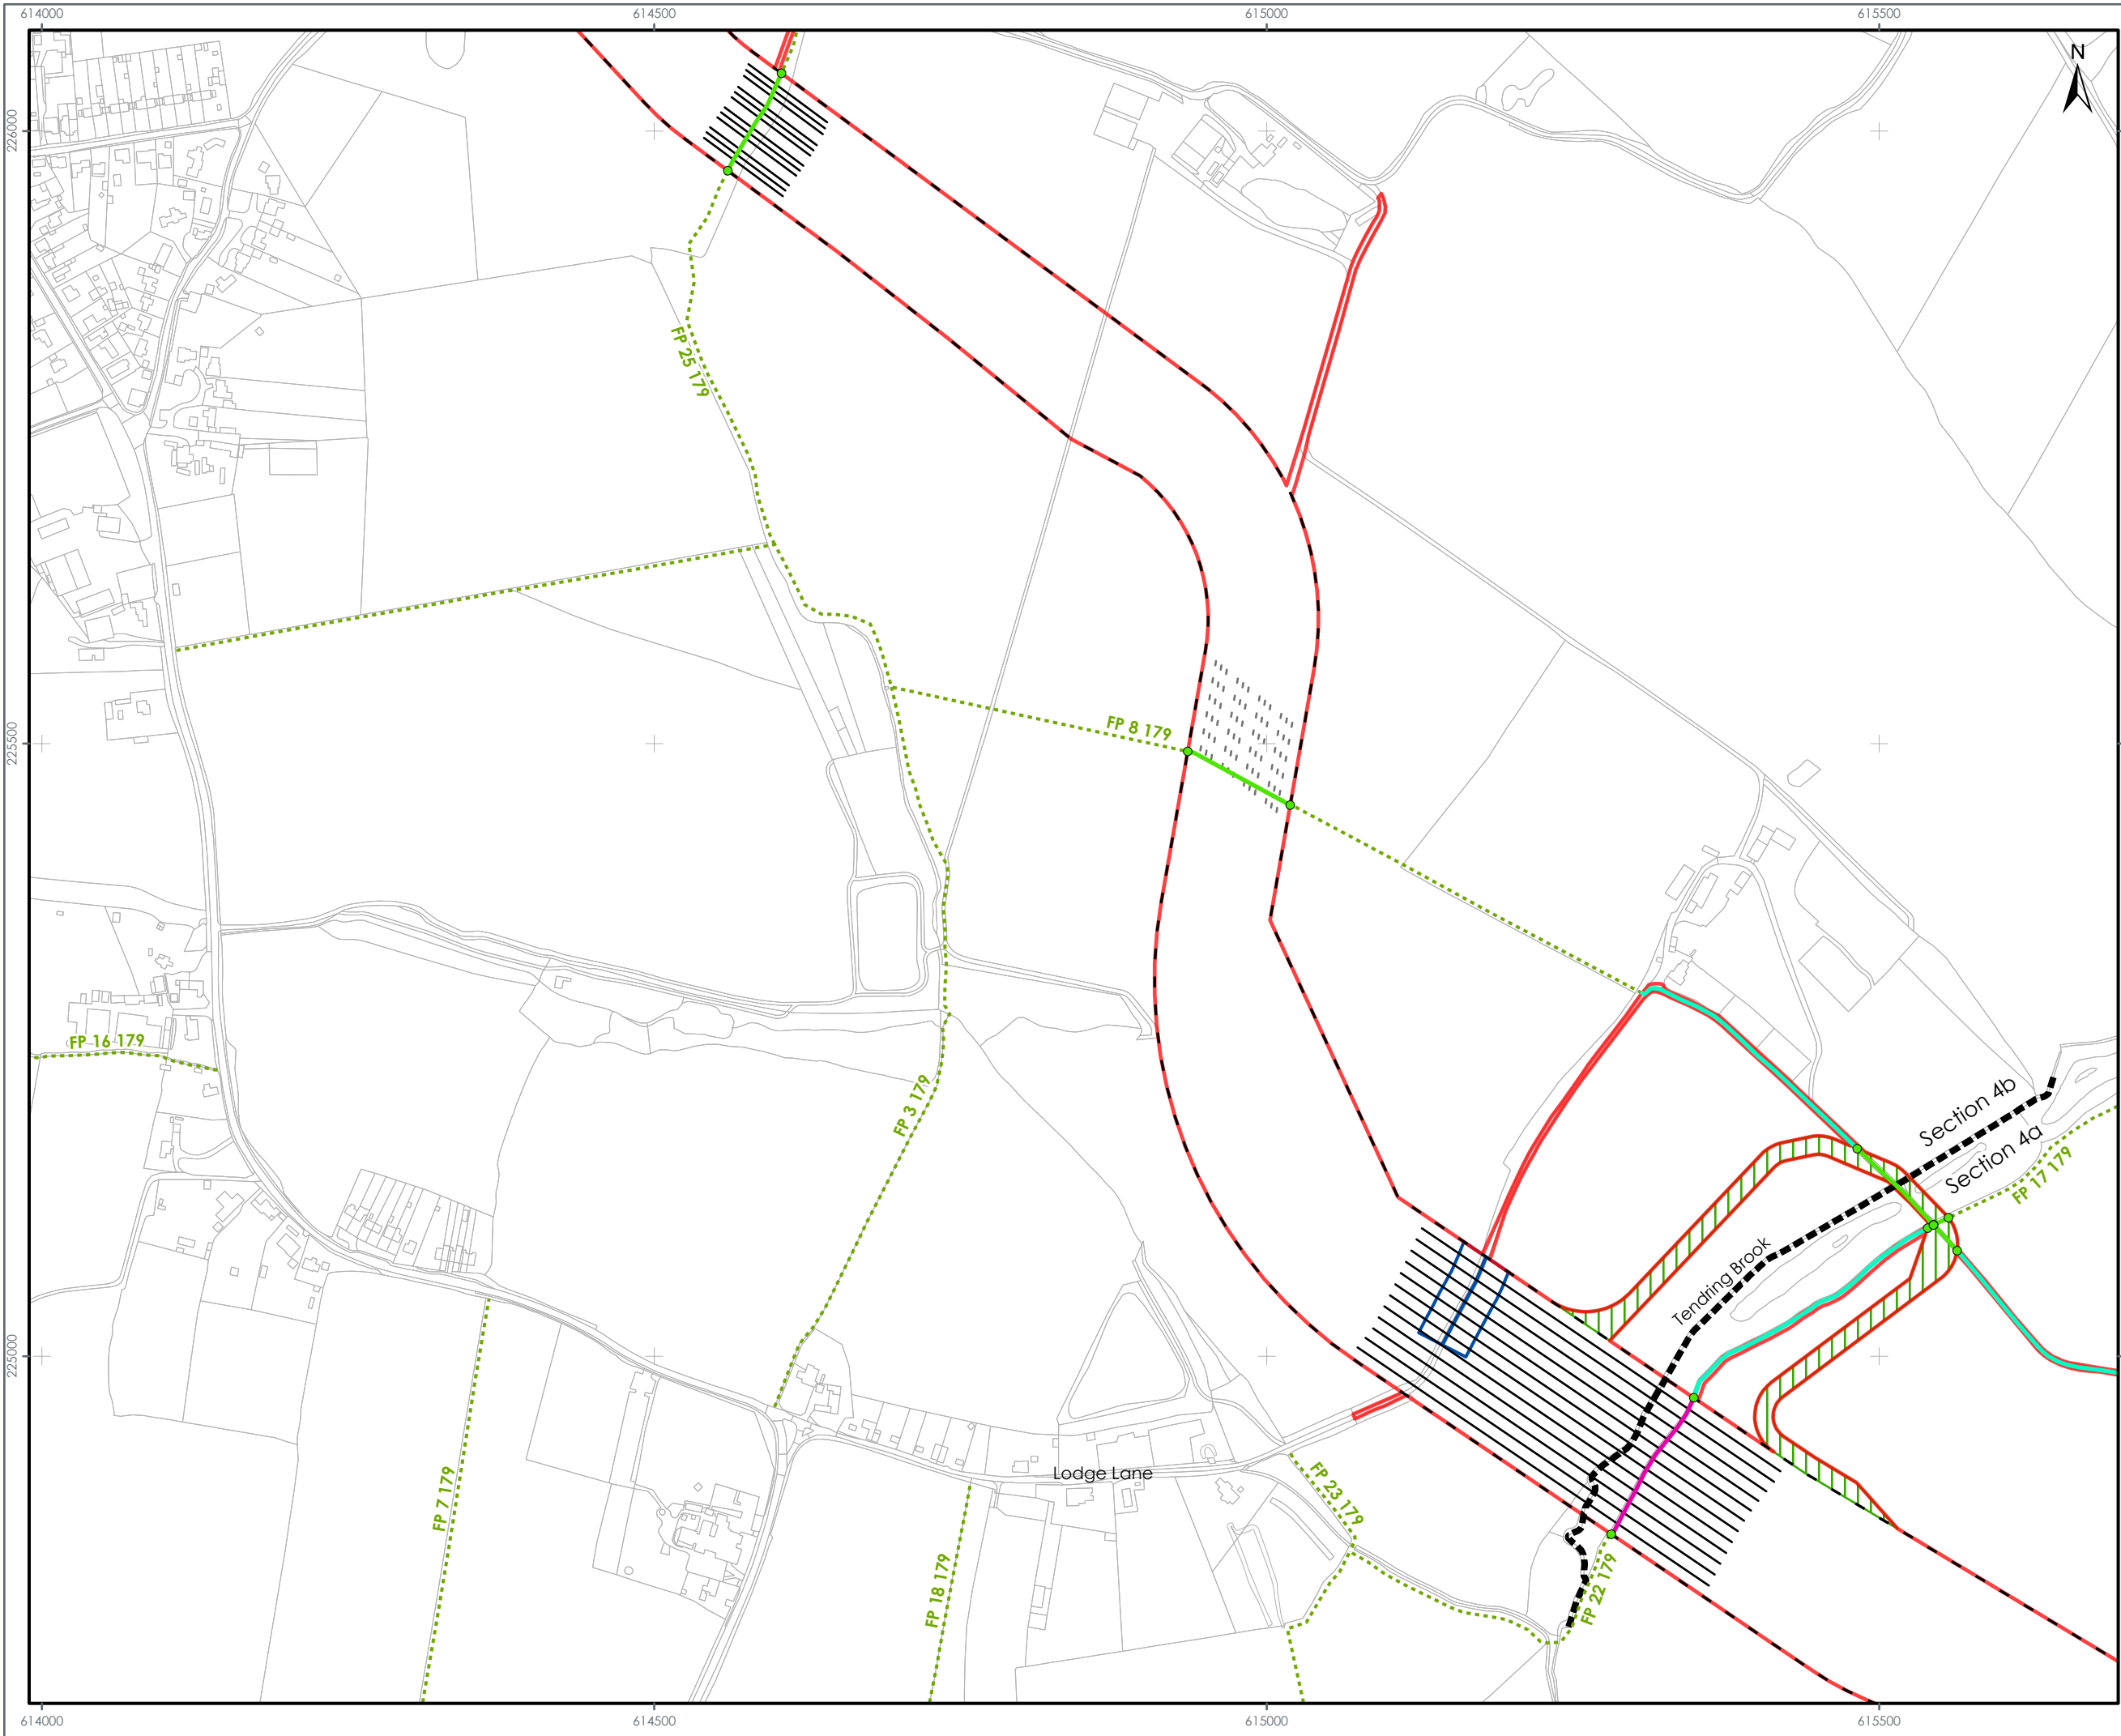 614000
614500
615000
615500
N
226000
FP 25 179
FP 8 179
225500
FP 16 179
FP 3 179
Section 4b
Section 4a
FP 17 179
Tendring Brook
225000
Lodge Lane
FP 23 179
FP 7 179
FP 18 179
FP 22 179
614000
614500
615000
615500